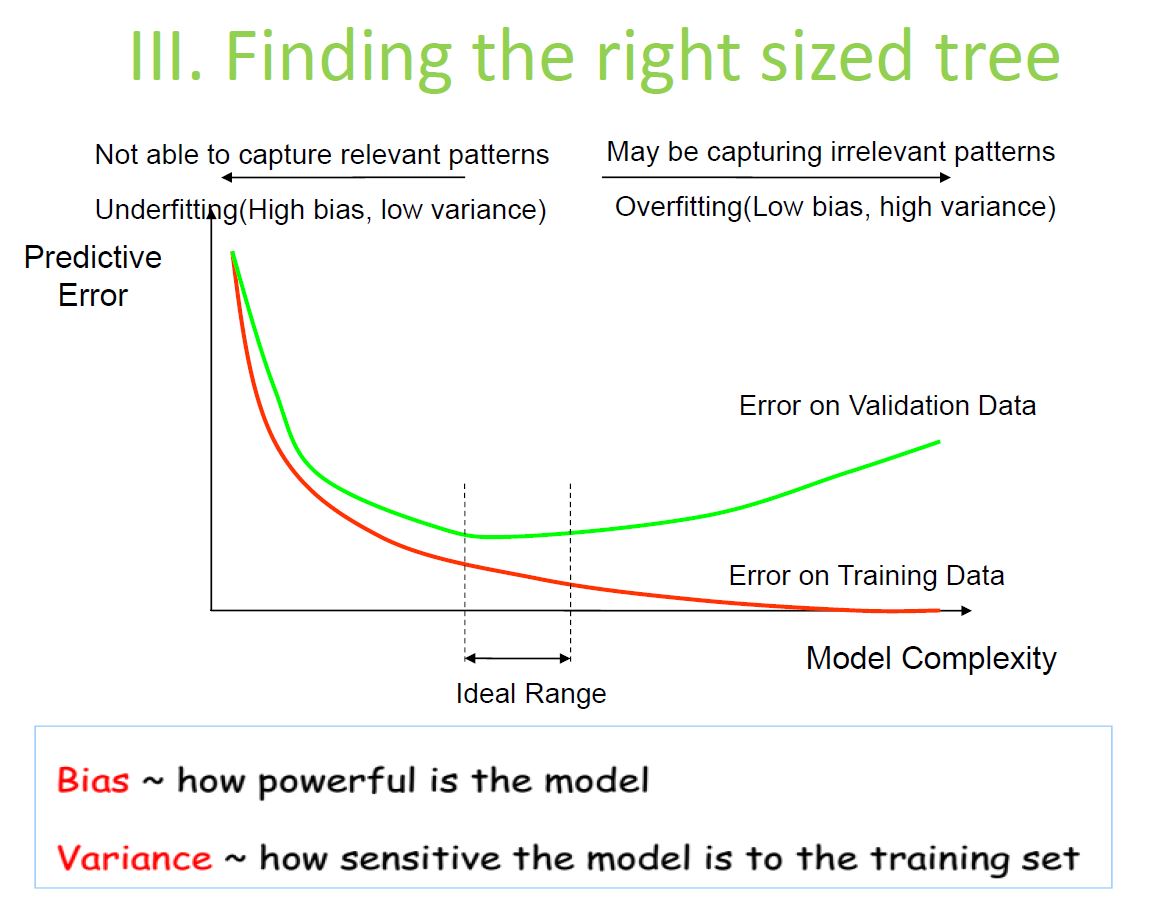 III. Finding the right sized tree
Not able to capture relevant patterns
May be capturing irrelevant patterns
Underfitting(High bias, low variance)
Overfitting(Low bias, high variance)
Predictive
Error
Error on Validation Data
Error on Training Data
Model Complexity
Ideal Range
Bias ~ how powerful is the model
Variance ~ how sensitive the model is to the training set